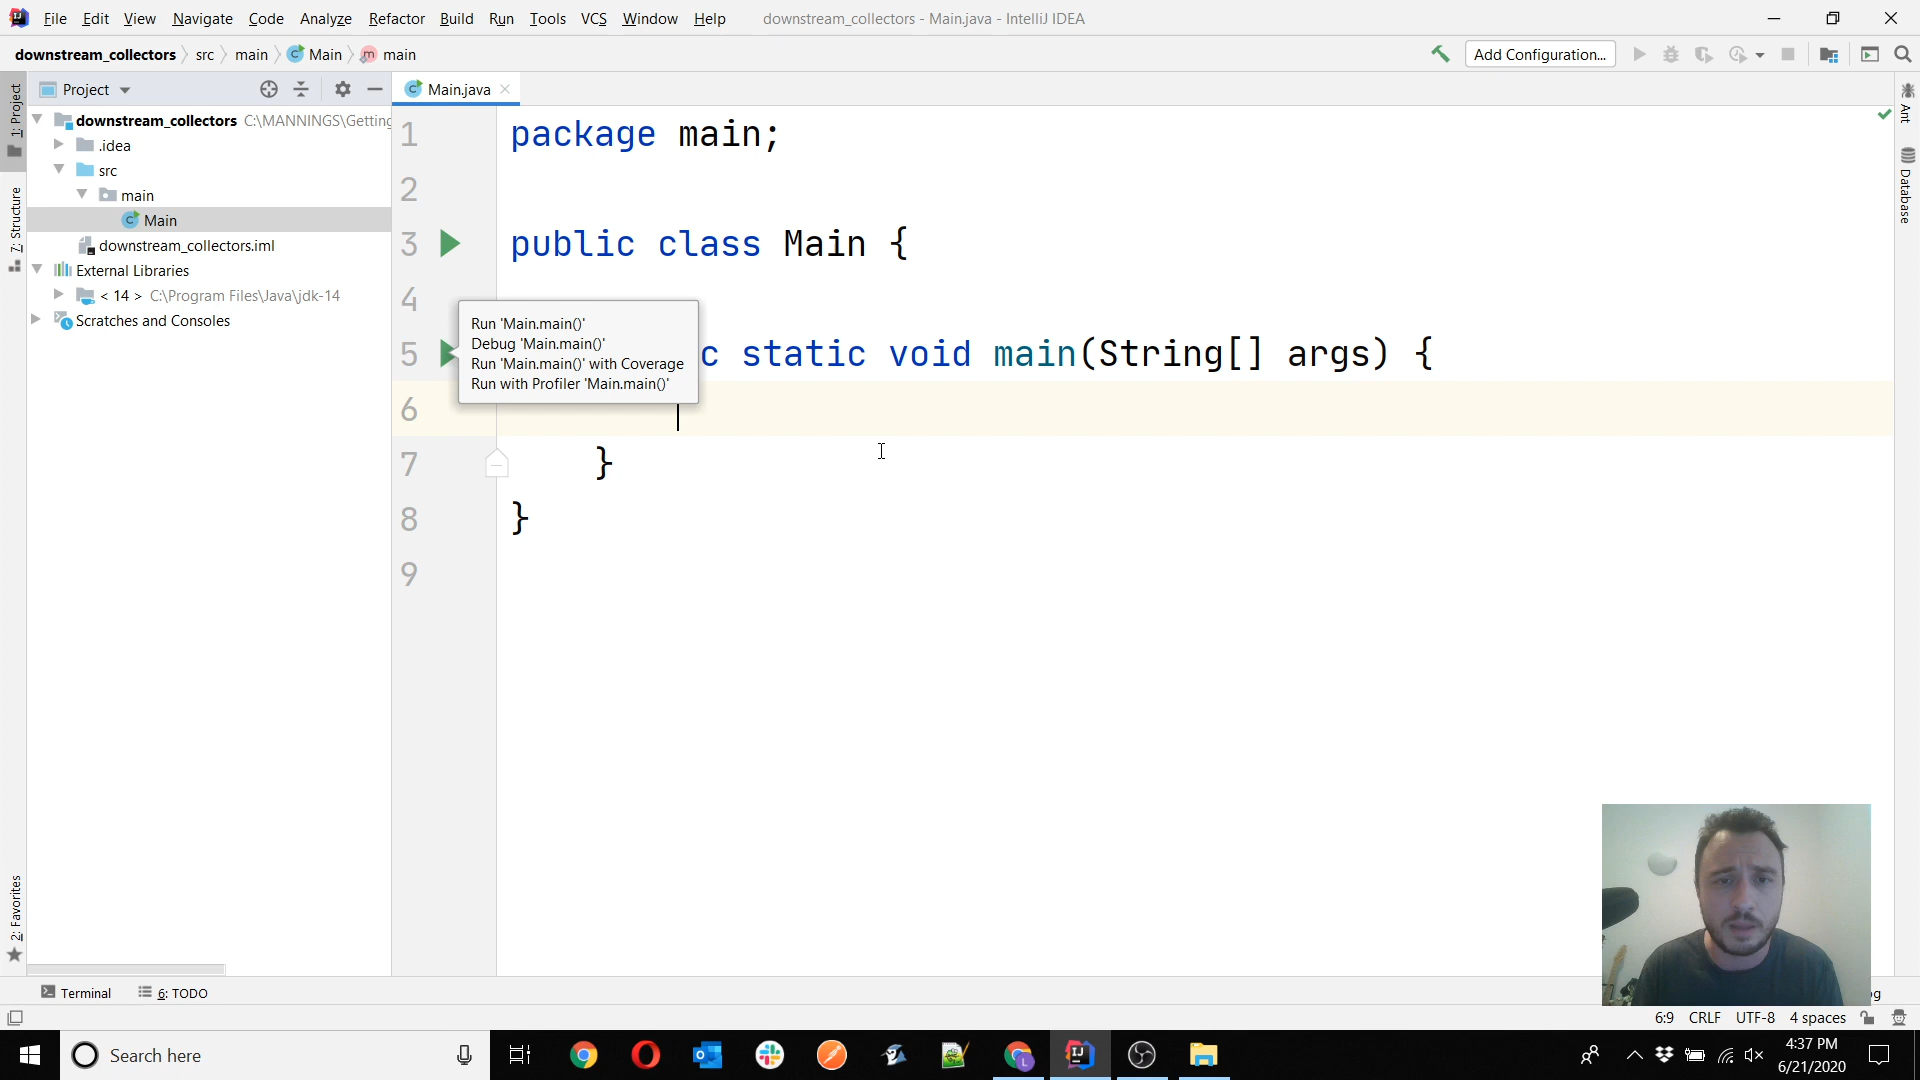 File Edit View Navigate Code Analyze Refactor Build Run Tools VCS Window Help downstream_collectors - Main.java - IntelliJ IDEA
downstream_collectors src main Main main Add Configuration...
Project
Main.java
1: Project
7: Structure
2: Favorites
Ant
Database
downstream_collectors C:\MANNINGS\Getting
.idea
src
main
Main
downstream_collectors.iml
External Libraries
< 14 > C:\Program Files\Java\jdk-14
Scratches and Consoles
1 package main;
2
3 public class Main {
4
5 c static void main(String[] args) {
6
7 }
8 }
9
Run 'Main.main()'
Debug 'Main.main()'
Run 'Main.main()' with Coverage
Run with Profiler 'Main.main()'
Terminal 6: TODO
6:9 CRLF UTF-8 4 spaces
Search here
4:37 PM
6/21/2020